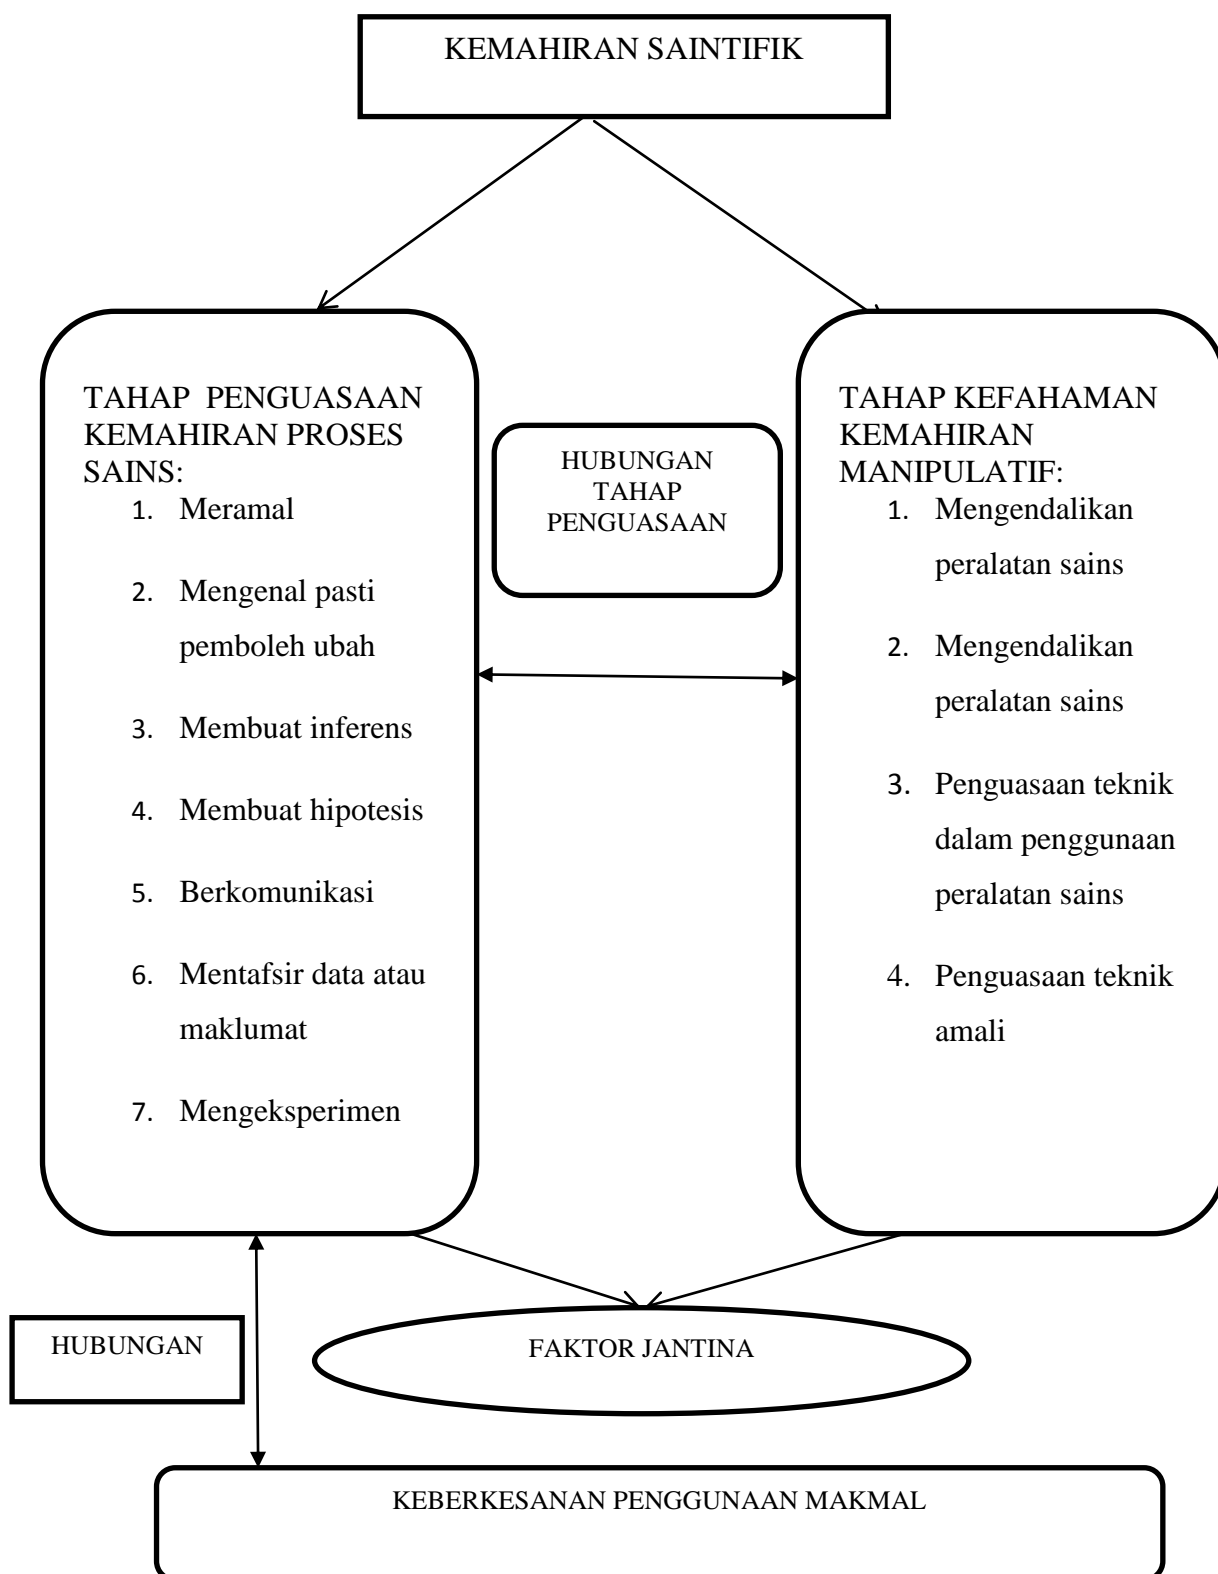 KEMAHIRAN SAINTIFIK
TAHAP PENGUASAAN
KEMAHIRAN PROSES
SAINS:
1. Meramal
2. Mengenal pasti
pemboleh ubah
3. Membuat inferens
4. Membuat hipotesis
5. Berkomunikasi
6. Mentafsir data atau
maklumat
7. Mengeksperimen
HUBUNGAN
TAHAP
PENGUASAAN
TAHAP KEFAHAMAN
KEMAHIRAN
MANIPULATIF:
1. Mengendalikan
peralatan sains
2. Mengendalikan
peralatan sains
3. Penguasaan teknik
dalam penggunaan
peralatan sains
4. Penguasaan teknik
amali
HUBUNGAN
FAKTOR JANTINA
KEBERKESANAN PENGGUNAAN MAKMAL